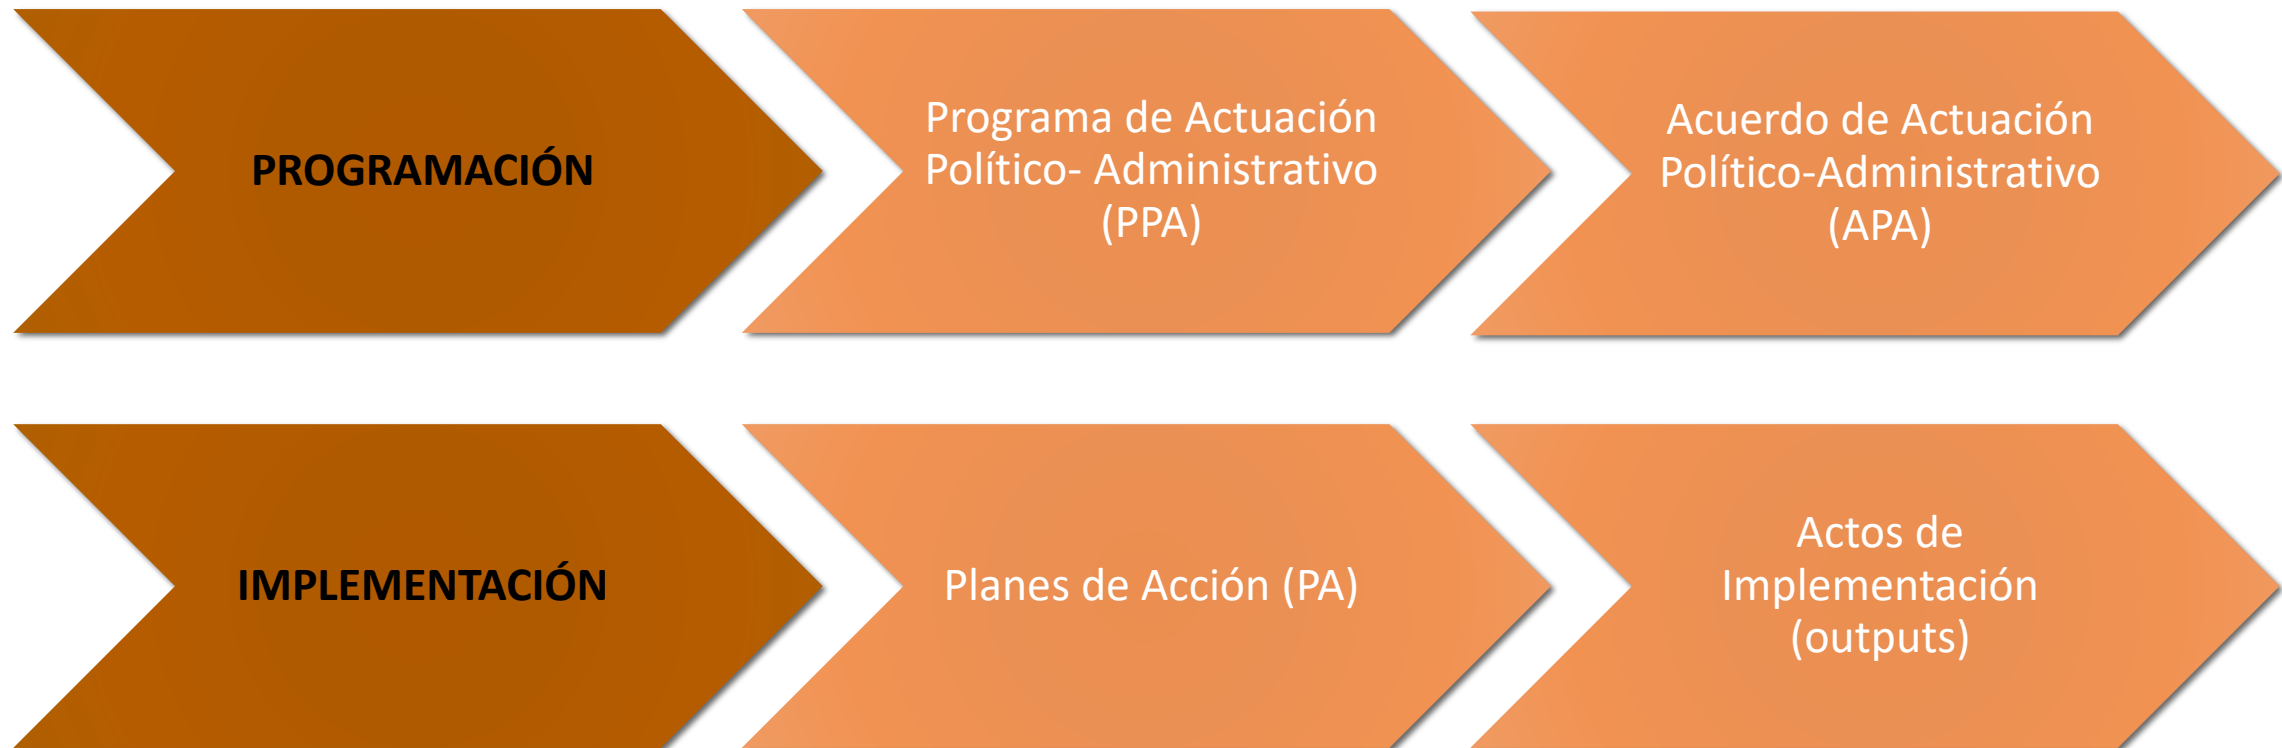 PROGRAMACIÓN
Programa de Actuación
Político- Administrativo
(PPA)
Acuerdo de Actuación
Político-Administrativo
(APA)
IMPLEMENTACIÓN
Planes de Acción (PA)
Actos de
Implementación
(outputs)